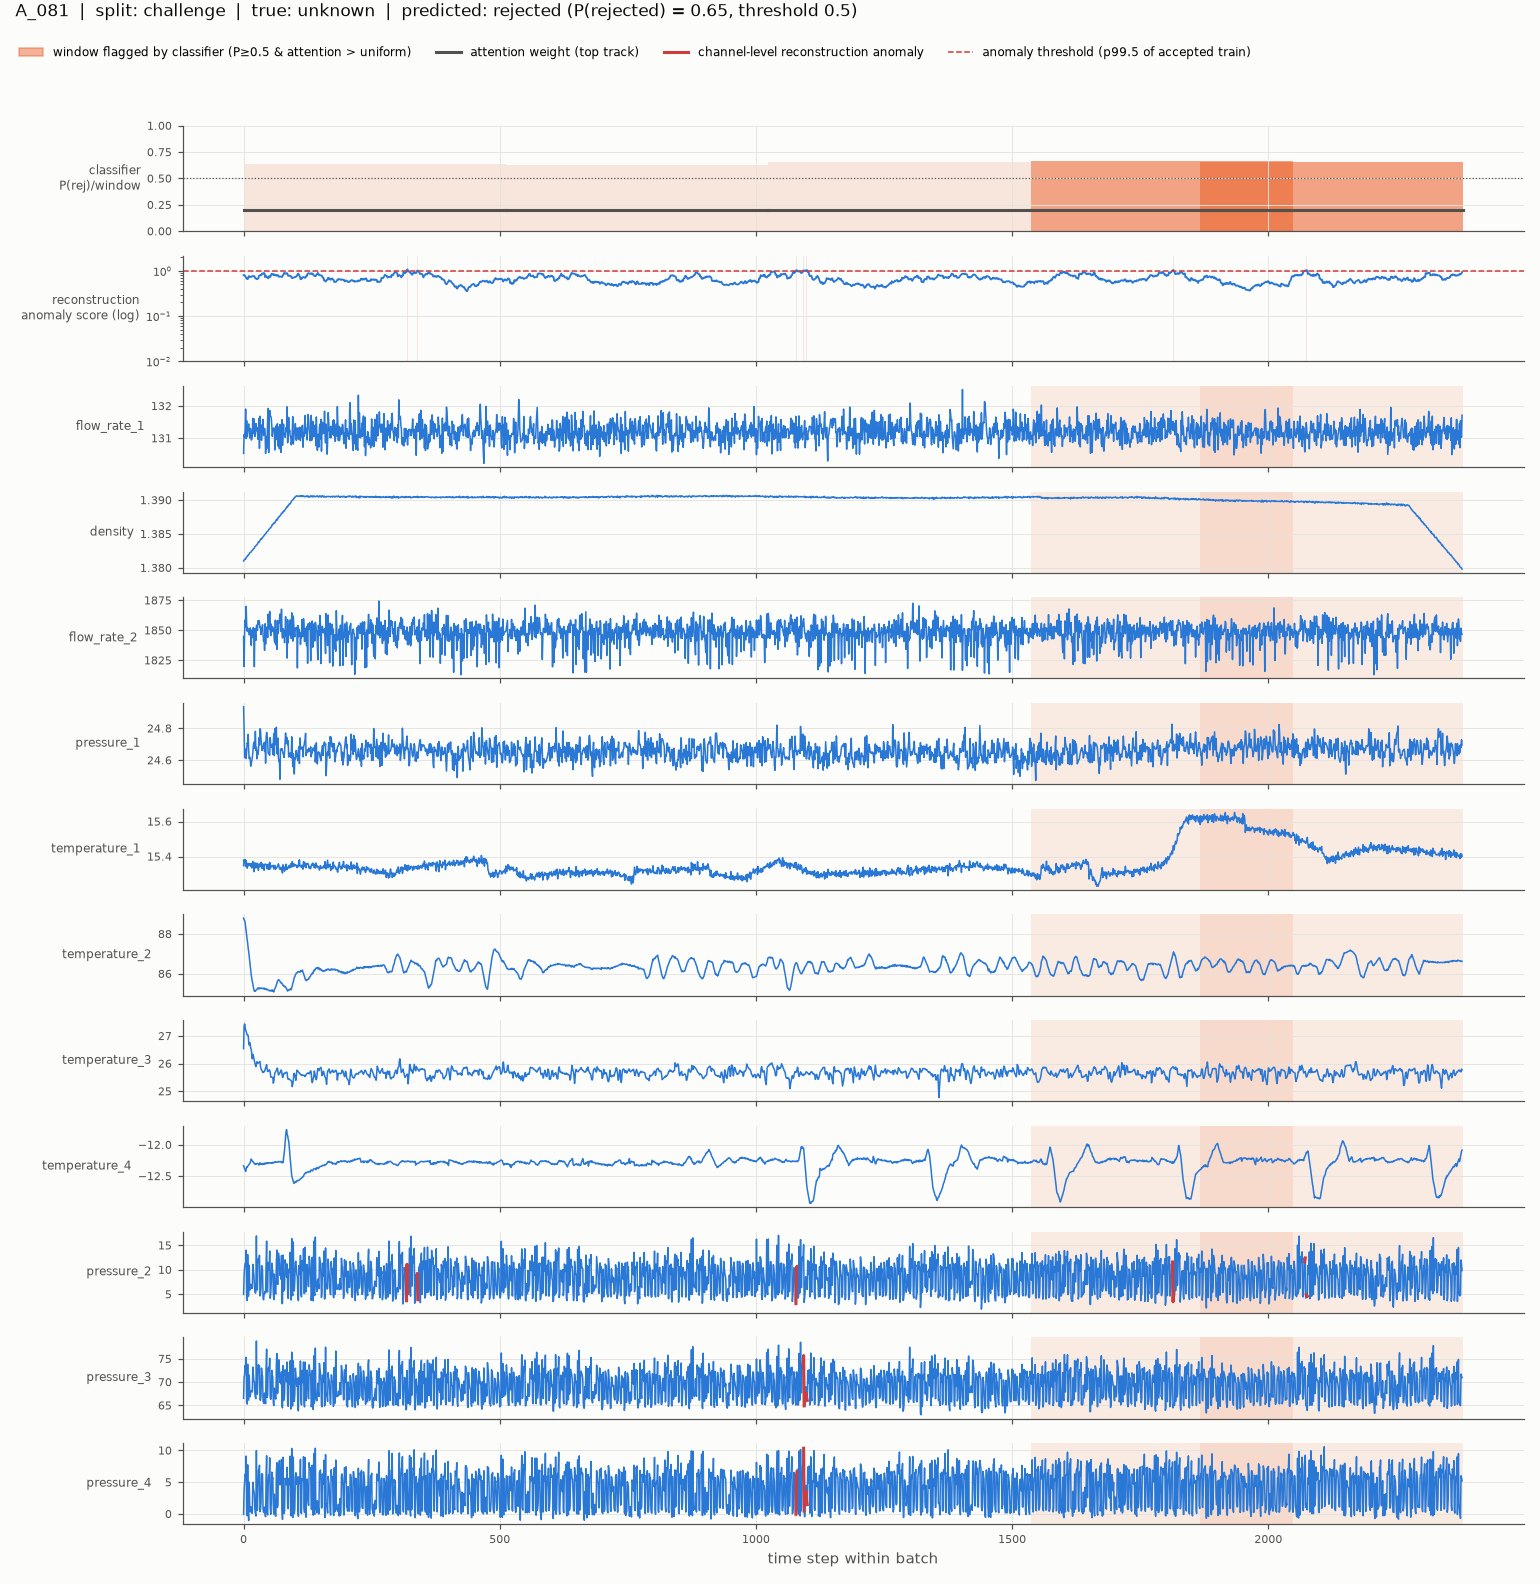 A_081 | split: challenge | true: unknown | predicted: rejected (P(rejected) = 0.65, threshold 0.5)
window flagged by classifier (P≥0.5 & attention > uniform) attention weight (top track) channel-level reconstruction anomaly anomaly threshold (p99.5 of accepted train)
1.00
0.75
classifier
P(rej)/window
0.50
0.25
0.00
10⁰
reconstruction
anomaly score (log)
10⁻¹
10⁻²
132
flow_rate_1
131
1.390
density
1.385
1.380
1875
flow_rate_2
1850
1825
24.8
pressure_1
24.6
15.6
temperature_1
15.4
88
temperature_2
86
27
temperature_3
26
25
−12.0
temperature_4
−12.5
15
pressure_2
10
5
75
pressure_3
70
65
10
pressure_4
5
0
0 500 1000 1500 2000
time step within batch